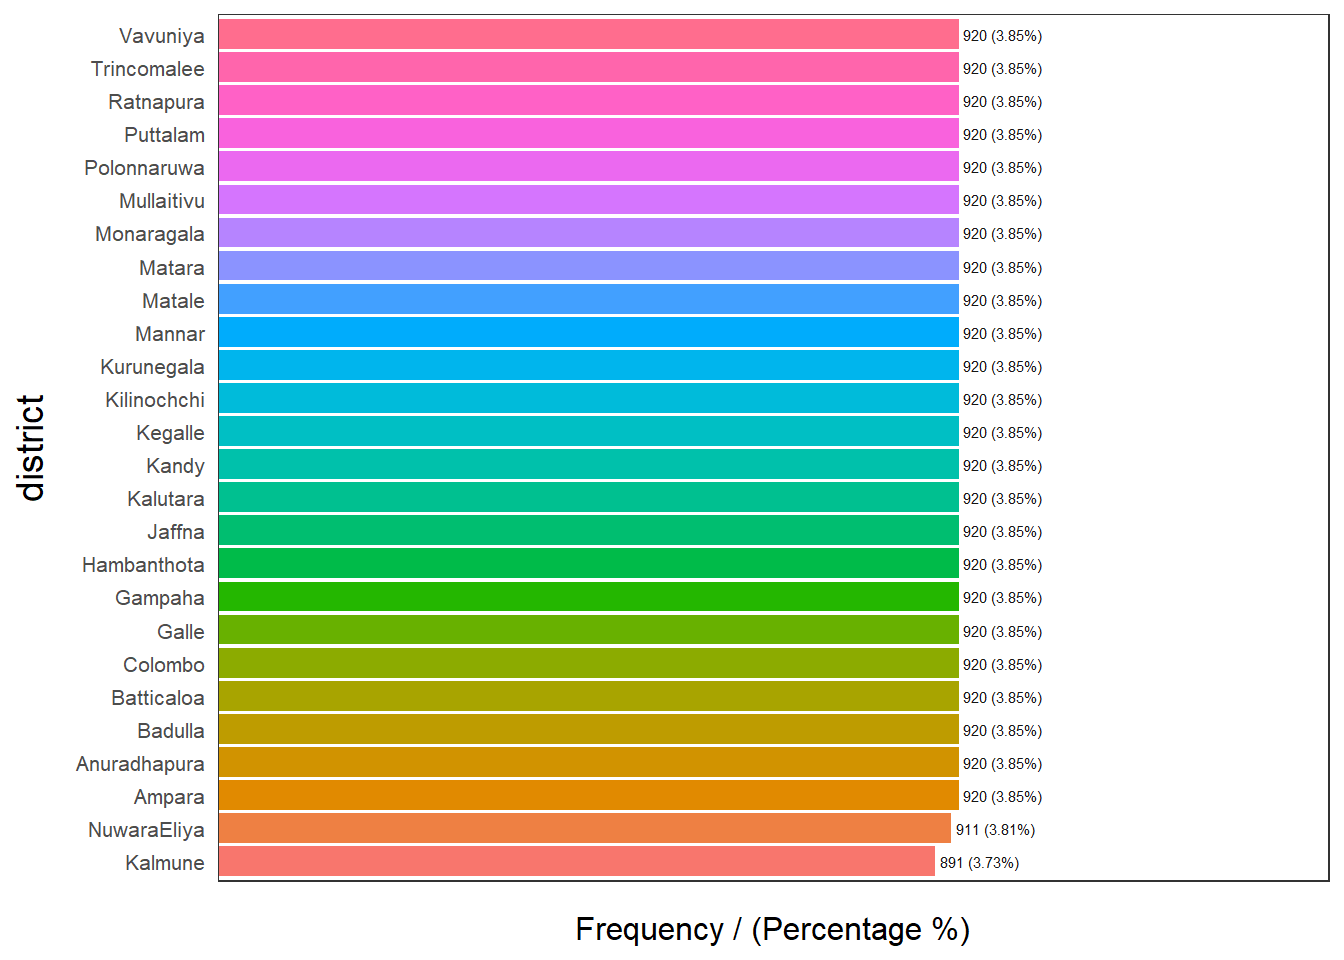 district
Vavuniya 920 (3.85%)
Trincomalee 920 (3.85%)
Ratnapura 920 (3.85%)
Puttalam 920 (3.85%)
Polonnaruwa 920 (3.85%)
Mullaitivu 920 (3.85%)
Monaragala 920 (3.85%)
Matara 920 (3.85%)
Matale 920 (3.85%)
Mannar 920 (3.85%)
Kurunegala 920 (3.85%)
Kilinochchi 920 (3.85%)
Kegalle 920 (3.85%)
Kandy 920 (3.85%)
Kalutara 920 (3.85%)
Jaffna 920 (3.85%)
Hambanthota 920 (3.85%)
Gampaha 920 (3.85%)
Galle 920 (3.85%)
Colombo 920 (3.85%)
Batticaloa 920 (3.85%)
Badulla 920 (3.85%)
Anuradhapura 920 (3.85%)
Ampara 920 (3.85%)
NuwaraEliya 911 (3.81%)
Kalmune 891 (3.73%)
Frequency / (Percentage %)